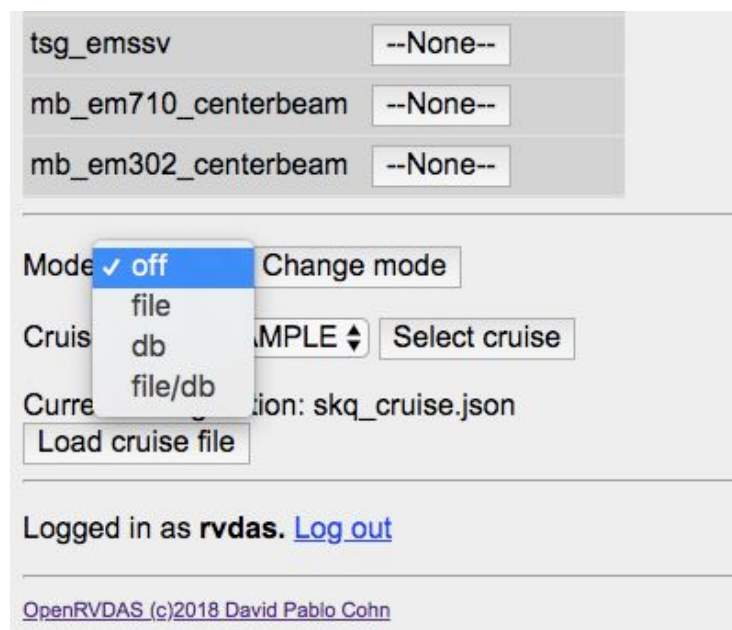 tsg_emssv --None--
mb_em710_centerbeam --None--
mb_em302_centerbeam --None--
Mode ✓ off Change mode
file
Cruis AMPLE Select cruise
db
file/db
Curre tion: skq_cruise.json
Load cruise file
Logged in as rvdas. Log out
OpenRVDAS (c)2018 David Pablo Cohn